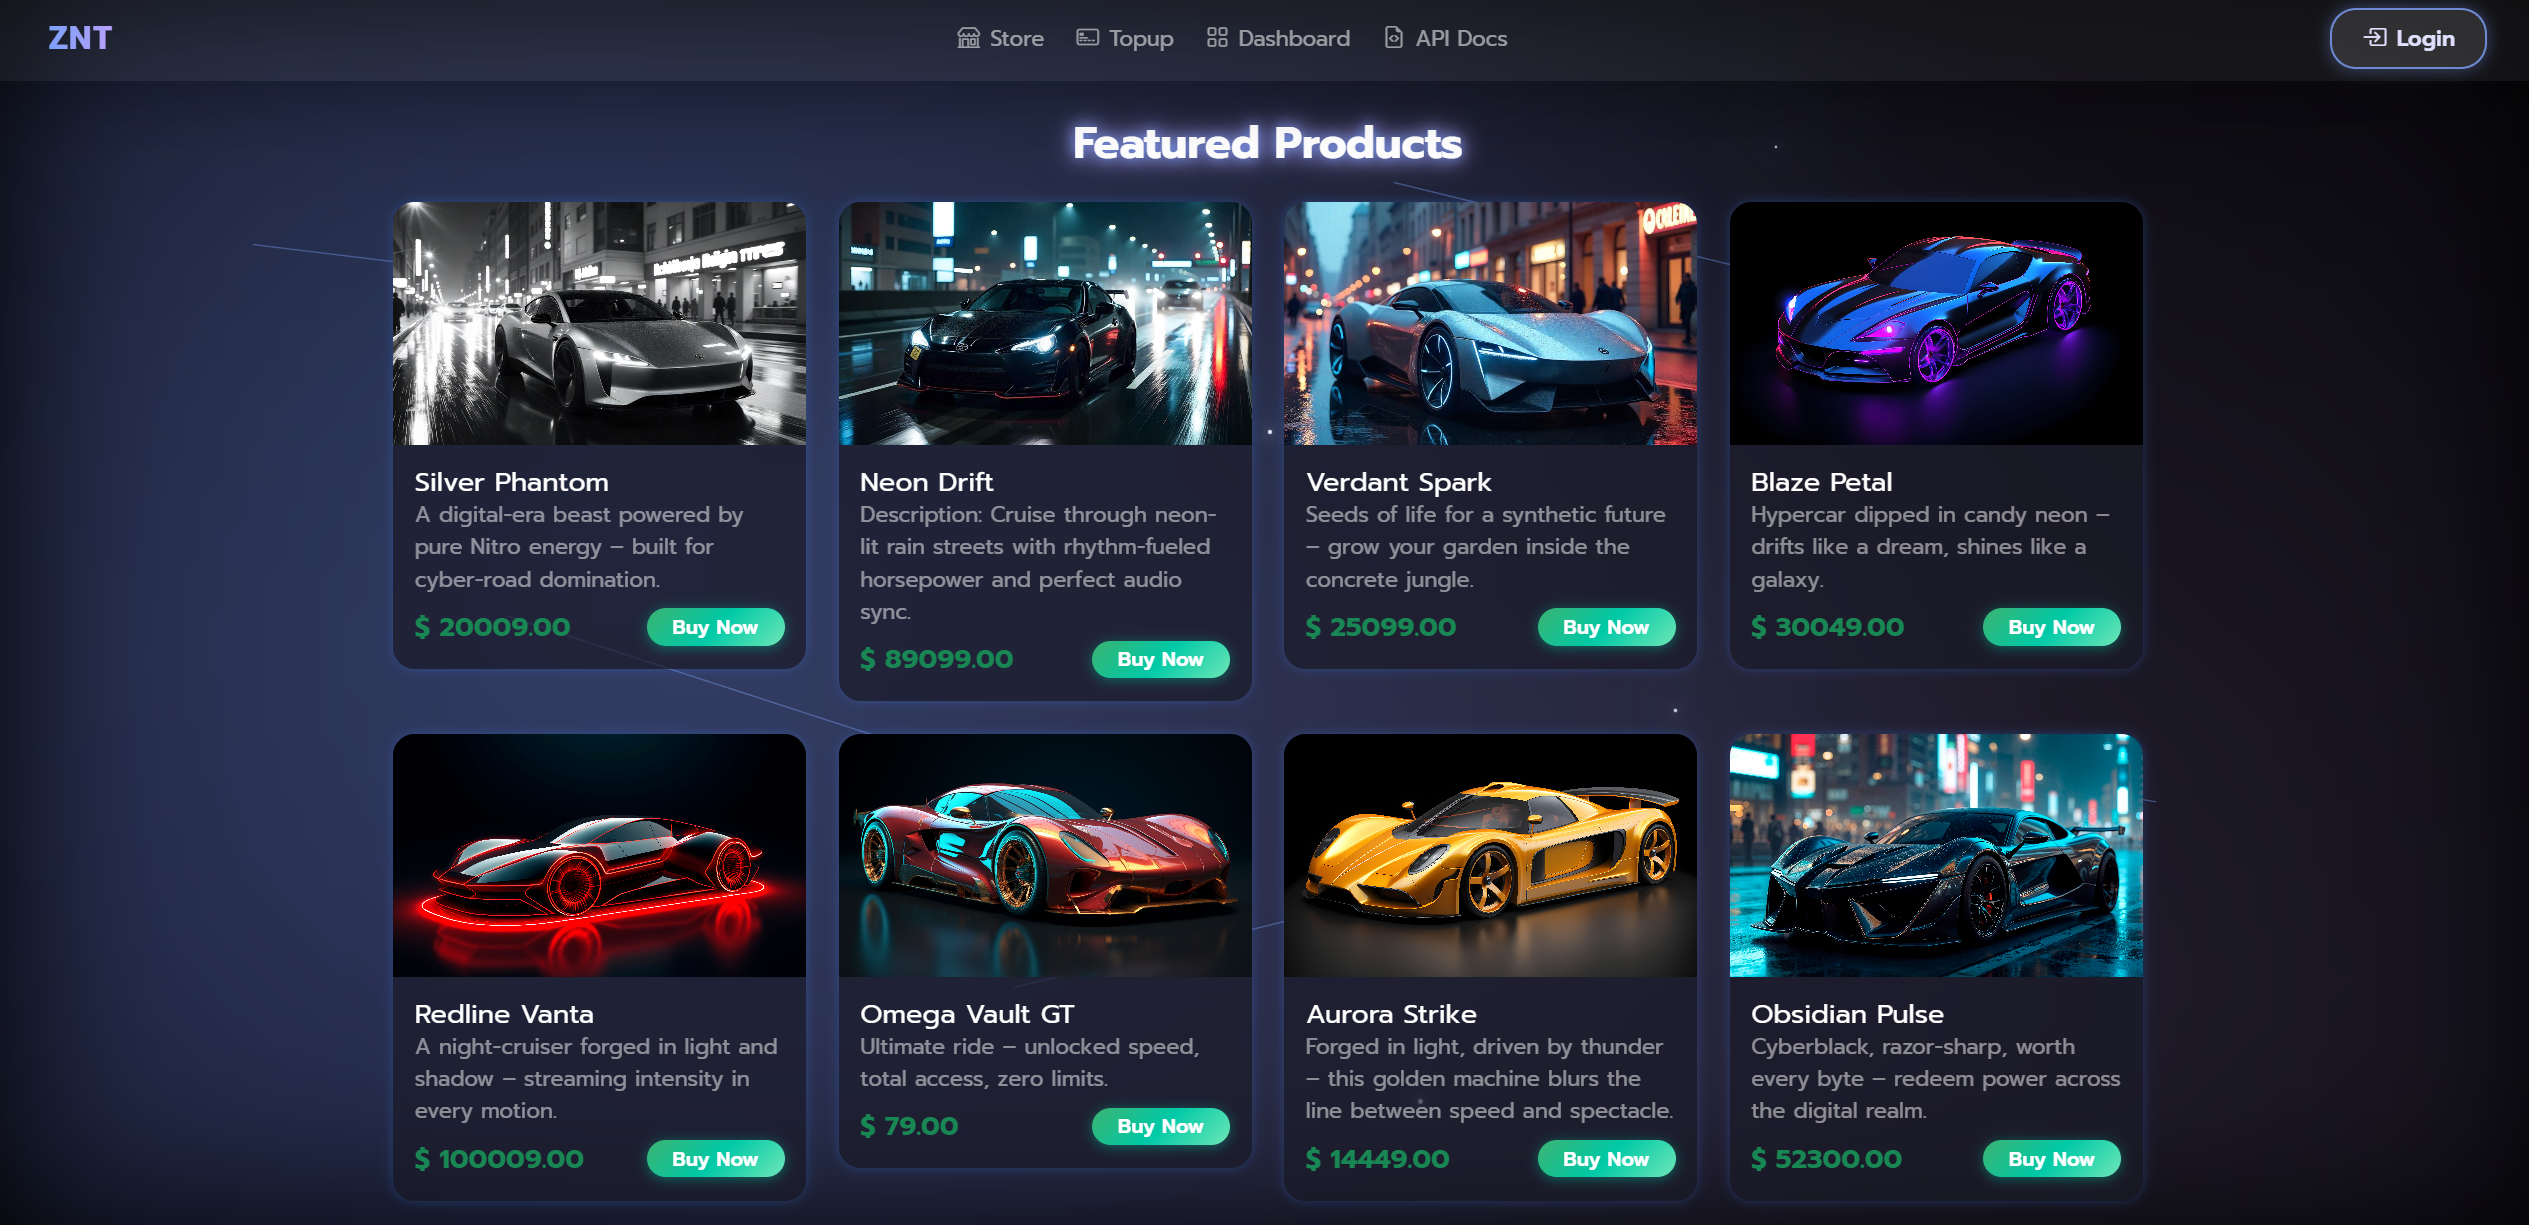 ZNT
Store
Topup
Dashboard
API Docs
Login
Featured Products
Silver Phantom
A digital-era beast powered by
pure Nitro energy – built for
cyber-road domination.
$ 20009.00
Buy Now
Neon Drift
Description: Cruise through neon-
lit rain streets with rhythm-fueled
horsepower and perfect audio
sync.
$ 89099.00
Buy Now
Verdant Spark
Seeds of life for a synthetic future
– grow your garden inside the
concrete jungle.
$ 25099.00
Buy Now
Blaze Petal
Hypercar dipped in candy neon –
drifts like a dream, shines like a
galaxy.
$ 30049.00
Buy Now
Redline Vanta
A night-cruiser forged in light and
shadow – streaming intensity in
every motion.
$ 100009.00
Buy Now
Omega Vault GT
Ultimate ride – unlocked speed,
total access, zero limits.
$ 79.00
Buy Now
Aurora Strike
Forged in light, driven by thunder
– this golden machine blurs the
line between speed and spectacle.
$ 14449.00
Buy Now
Obsidian Pulse
Cyberblack, razor-sharp, worth
every byte – redeem power across
the digital realm.
$ 52300.00
Buy Now